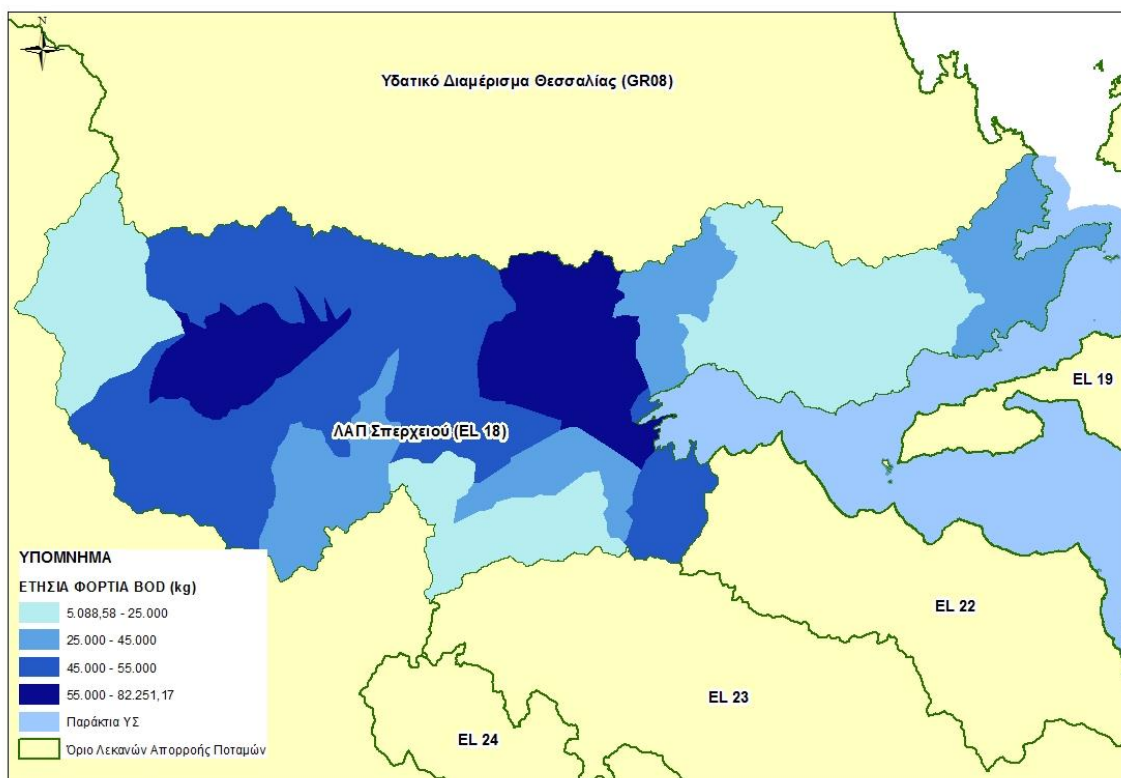 N
Υδατικό Διαμέρισμα Θεσσαλίας (GR08)
EL 19
ΛΑΠ Σπερχειού (EL 18)
ΥΠΟΜΝΗΜΑ
ΕΤΗΣΙΑ ΦΟΡΤΙΑ BOD (kg)
5.088,58 - 25.000
25.000 - 45.000
45.000 - 55.000
55.000 - 82.251,17
Παράκτια ΥΣ
Όριο Λεκανών Απορροής Ποταμών
EL 22
EL 23
EL 24